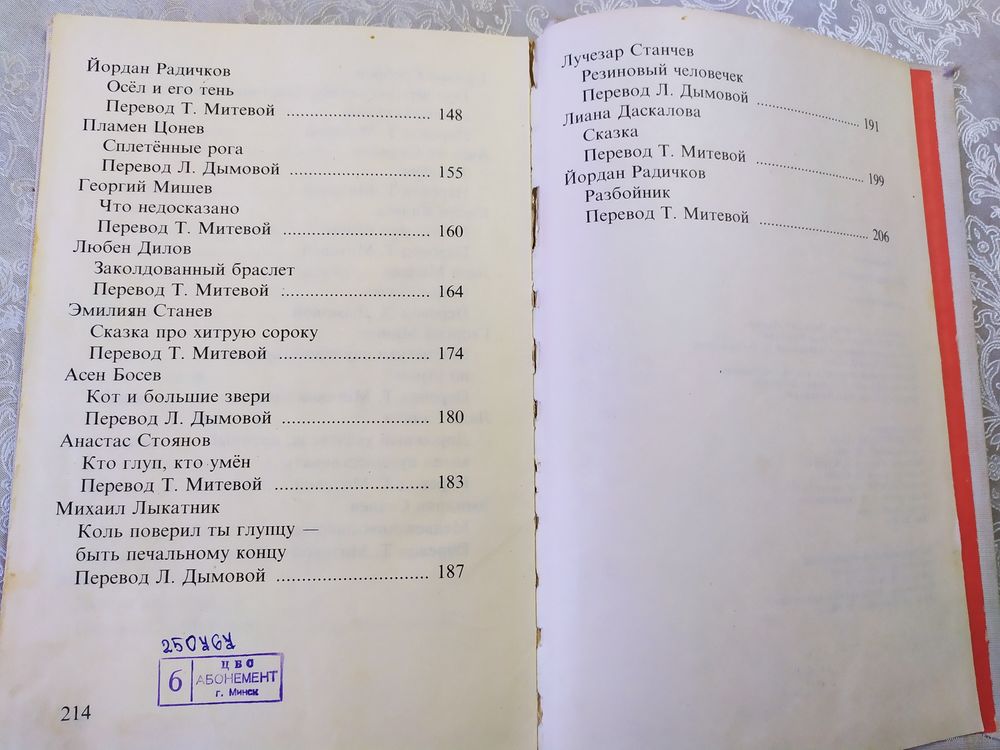 Йордан Радичков
Осёл и его тень
Перевод Т. Митевой .......................... 148
Пламен Цонев
Сплетённые рога
Перевод Л. Дымовой .......................... 155
Георгий Мишев
Что недосказано
Перевод Т. Митевой .......................... 160
Любен Дилов
Заколдованный браслет
Перевод Т. Митевой .......................... 164
Эмилиян Станев
Сказка про хитрую сороку
Перевод Т. Митевой .......................... 174
Асен Босев
Кот и большие звери
Перевод Л. Дымовой .......................... 180
Анастас Стоянов
Кто глуп, кто умён
Перевод Т. Митевой .......................... 183
Михаил Лыкатник
Коль поверил ты глупцу —
быть печальному концу
Перевод Л. Дымовой .......................... 187
ЦБС
б АБОНЕМЕНТ
г. Минск
214
Лучезар Станчев
Резиновый человечек
Перевод Л. Дымовой .................. 191
Лиана Даскалова
Сказка
Перевод Т. Митевой .................. 199
Йордан Радичков
Разбойник
Перевод Т. Митевой .................. 206